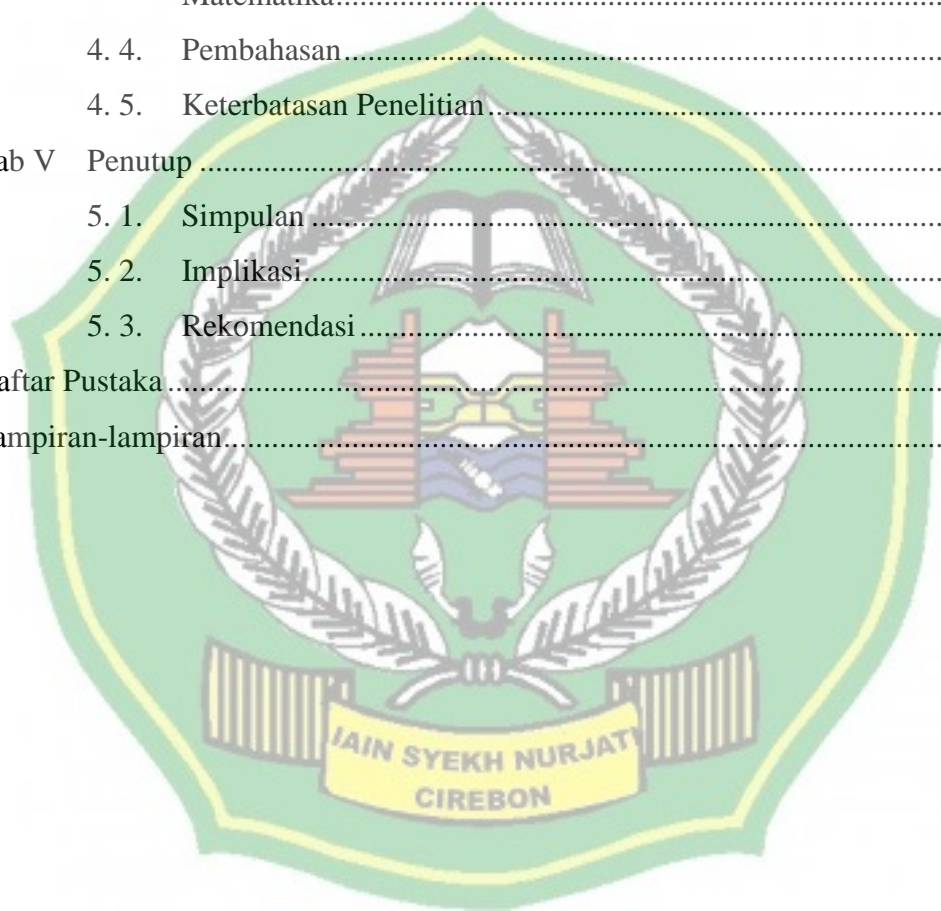 Matematika....................................................................................
4. 4. Pembahasan....................................................................................
4. 5. Keterbatasan Penelitian....................................................................................
ab V Penutup ....................................................................................
5. 1. Simpulan ....................................................................................
5. 2. Implikasi....................................................................................
5. 3. Rekomendasi ....................................................................................
aftar Pustaka ....................................................................................
ampiran-lampiran....................................................................................
IAIN SYEKH NURJATI
CIREBON